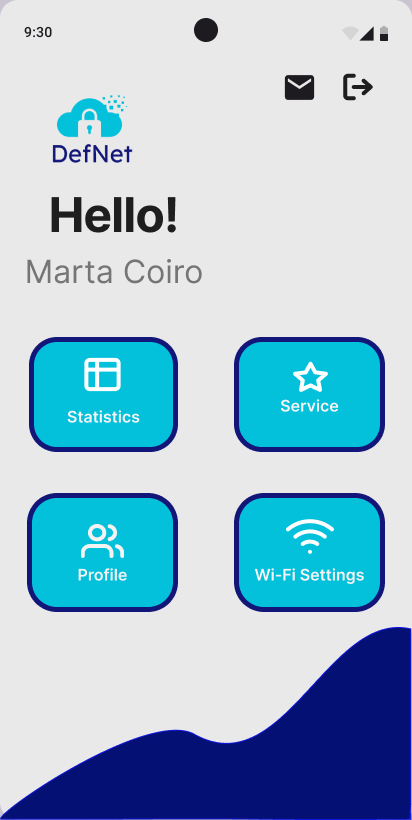 9:30
DefNet
Hello!
Marta Coiro
Statistics
Service
Profile
Wi-Fi Settings